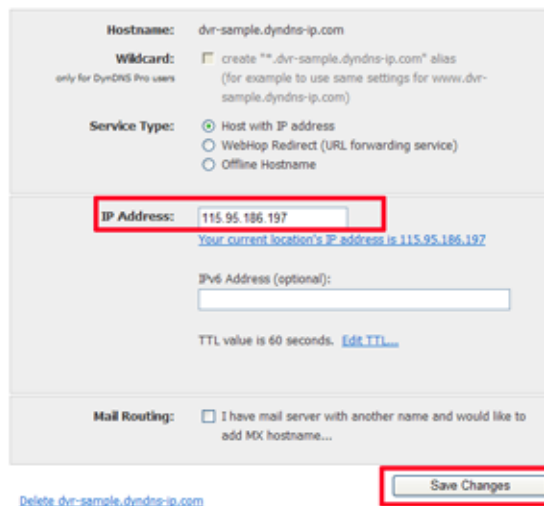 Hostname: dvr-sample.dyndns-ip.com
Wildcard: create "*.dvr-sample.dyndns-ip.com" alias
only for DynDNS Pro users (for example to use same settings for www.dvr-
sample.dyndns-ip.com)
Service Type: Host with IP address
WebHop Redirect (URL forwarding service)
Offline Hostname
IP Address: 115.95.186.197
Your current location's IP address is 115.95.186.197
IPv6 Address (optional):
TTL value is 60 seconds. Edit TTL...
Mail Routing: I have mail server with another name and would like to
add MX hostname...
Save Changes
Delete dvr-sample.dyndns-ip.com